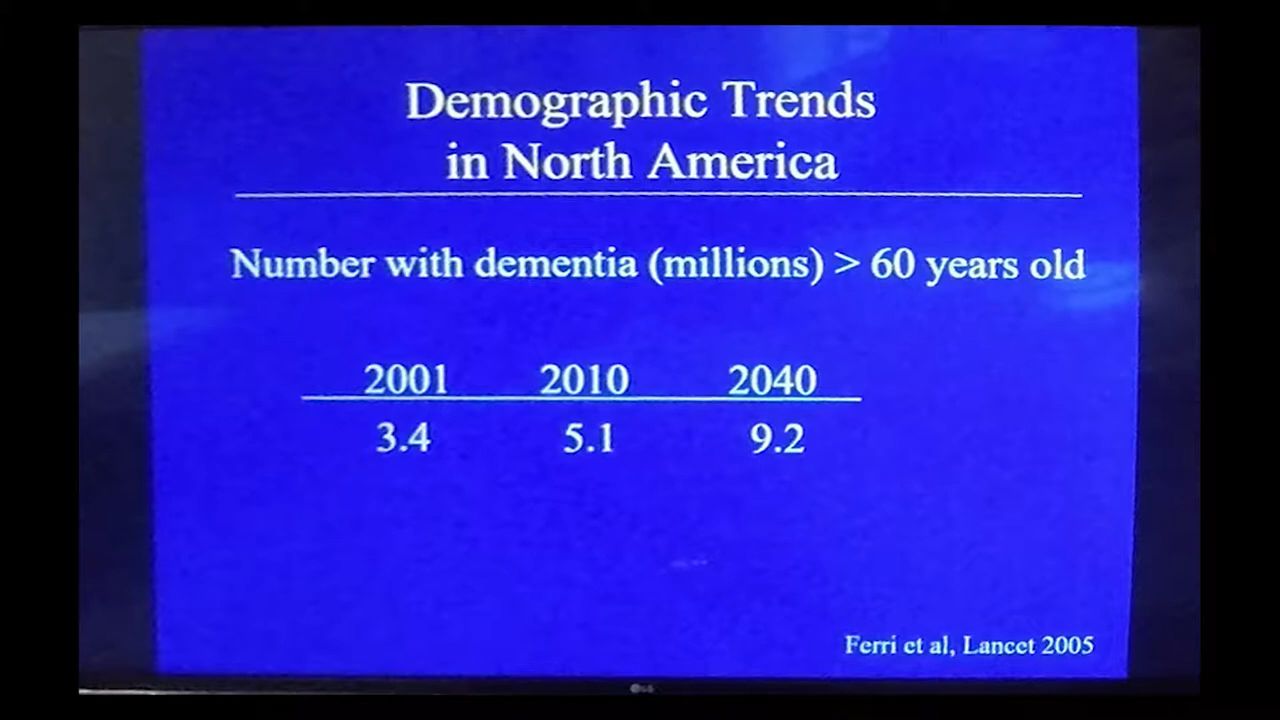 Demographic Trends
in North America
Number with dementia (millions) > 60 years old
2001 2010 2040
3.4 5.1 9.2
Ferri et al, Lancet 2005
LG